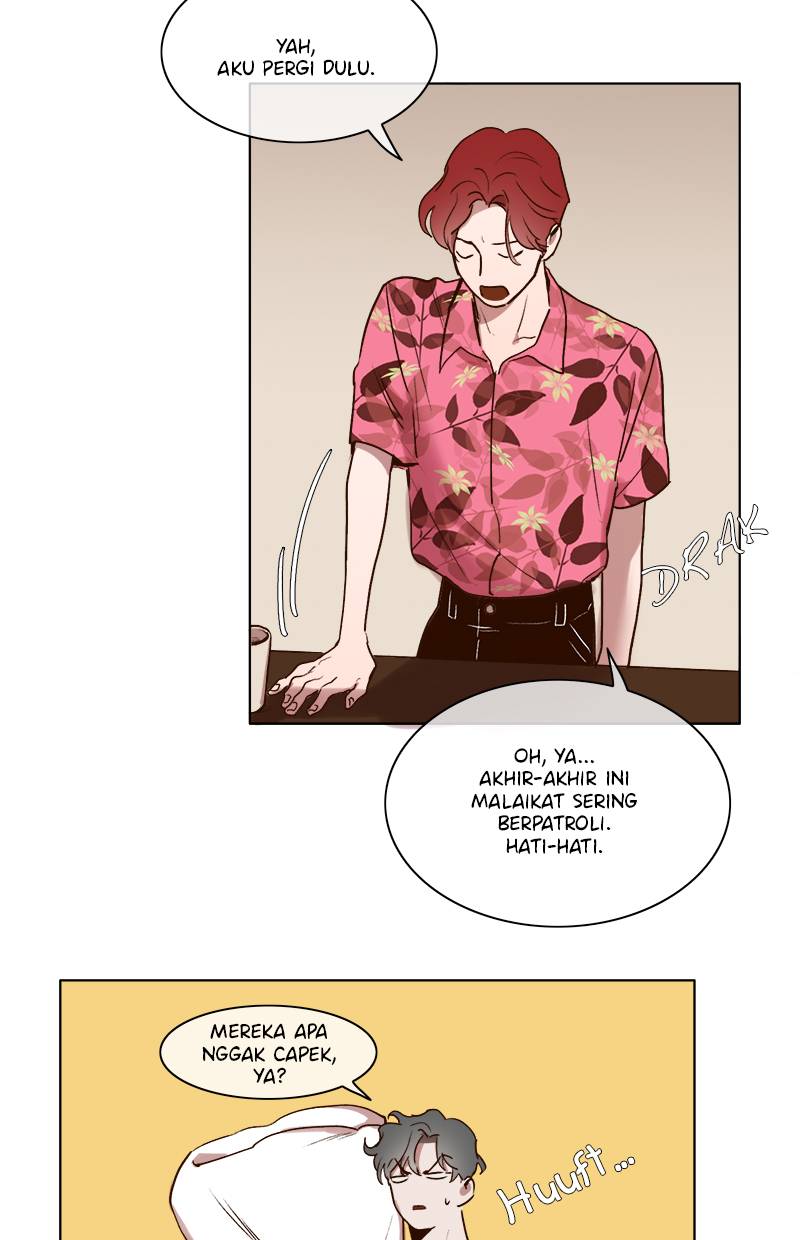 YAH,
AKU PERGI DULU.
DRAK
OH, YA...
AKHIR-AKHIR INI
MALAIKAT SERING
BERPATROLI.
HATI-HATI.
MEREKA APA
NGGAK CAPEK,
YA?
Huuft...